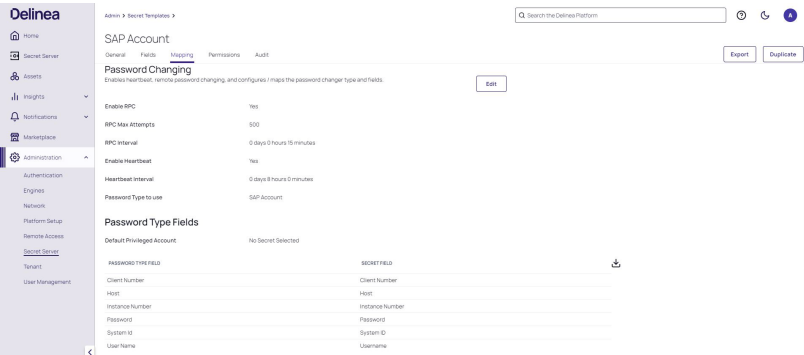 Delinea
Home
Secret Server
Assets
Insights
Notifications
Marketplace
Administration
Authentication
Engines
Network
Platform Setup
Remote Access
Secret Server
Tenant
User Management
Admin > Secret Templates >
Search the Delinea Platform
A
SAP Account
General Fields Mapping Permissions Audit
Export Duplicate
Password Changing
Enables heartbeat, remote password changing, and configures / maps the password changer type and fields.
Edit
Enable RPC Yes
RPC Max Attempts 500
RPC Interval 0 days 0 hours 15 minutes
Enable Heartbeat Yes
Heartbeat Interval 0 days 8 hours 0 minutes
Password Type to use SAP Account
Password Type Fields
Default Privileged Account No Secret Selected
PASSWORD TYPE FIELD SECRET FIELD
Client Number Client Number
Host Host
Instance Number Instance Number
Password Password
System Id System ID
User Name Username